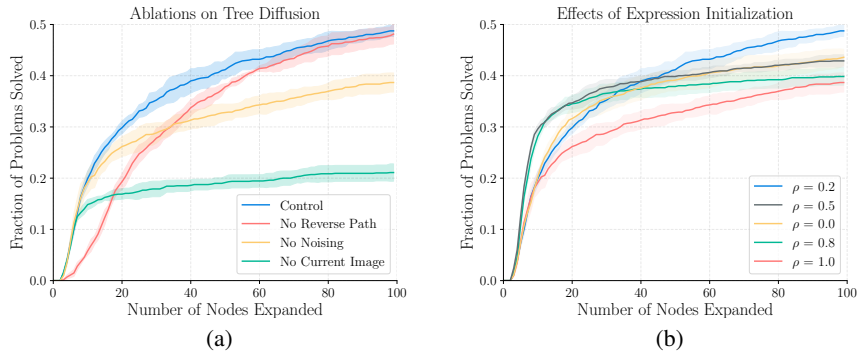 Ablations on Tree Diffusion
Fraction of Problems Solved
0.5
0.4
0.3
0.2
0.1
0.0
0
20
40
60
80
100
Number of Nodes Expanded
Control
No Reverse Path
No Noising
No Current Image
(a)
Effects of Expression Initialization
Fraction of Problems Solved
0.5
0.4
0.3
0.2
0.1
0.0
0
20
40
60
80
100
Number of Nodes Expanded
ρ = 0.2
ρ = 0.5
ρ = 0.0
ρ = 0.8
ρ = 1.0
(b)